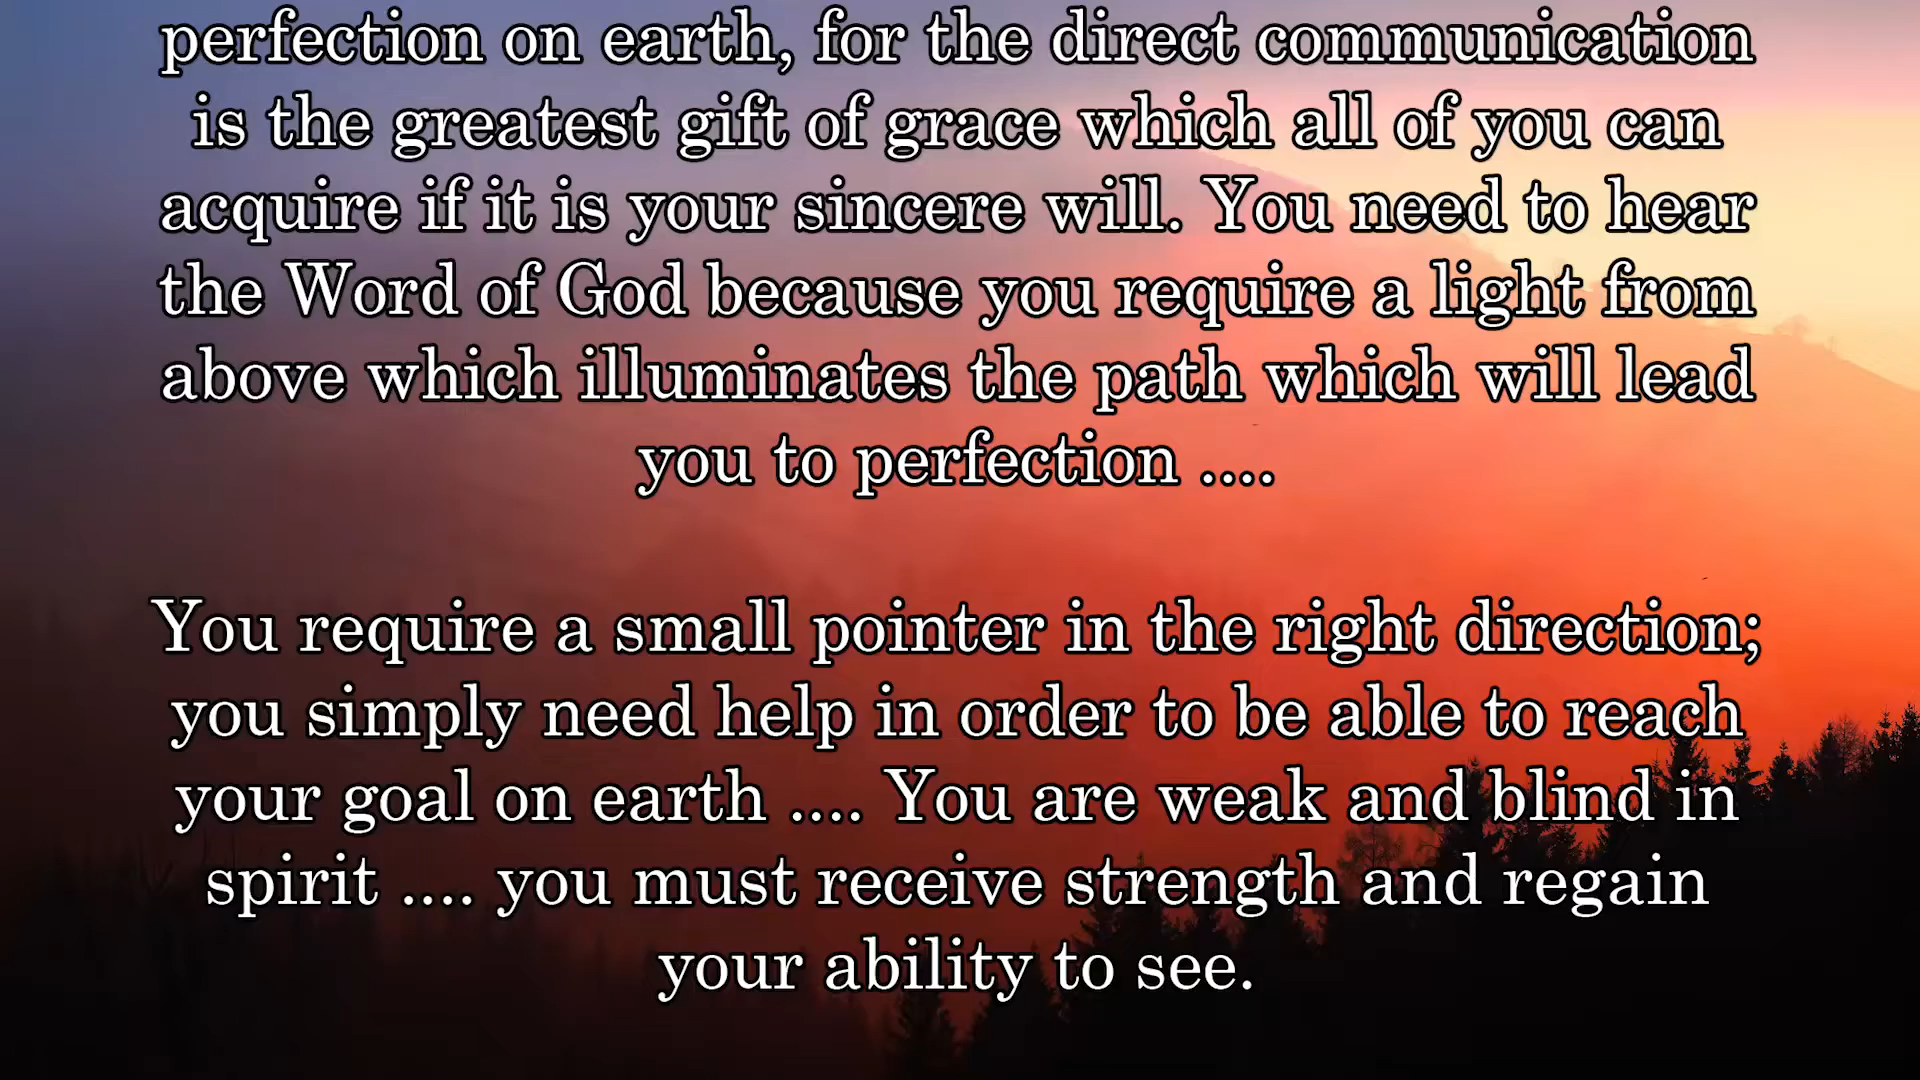 perfection on earth, for the direct communication
is the greatest gift of grace which all of you can
acquire if it is your sincere will. You need to hear
the Word of God because you require a light from
above which illuminates the path which will lead
you to perfection ....
You require a small pointer in the right direction;
you simply need help in order to be able to reach
your goal on earth .... You are weak and blind in
spirit .... you must receive strength and regain
your ability to see.